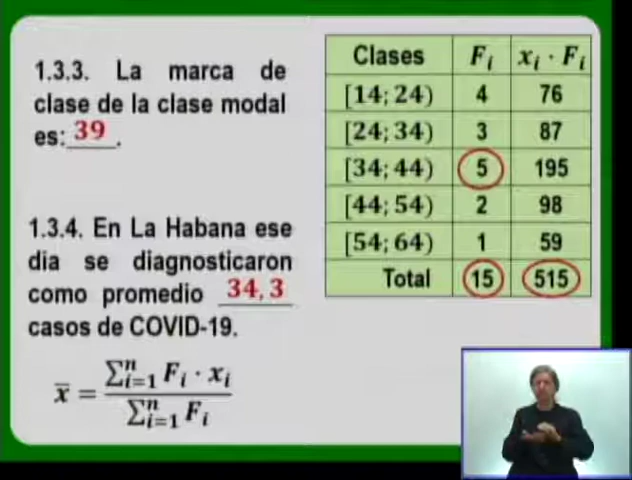 1.3.3. La marca de
clase de la clase modal
es: 39.
1.3.4. En La Habana ese
dia se diagnosticaron
como promedio 34,3
casos de COVID-19.
x̄ = ∑ⁿᵢ₌₁ Fᵢ · xᵢ / ∑ⁿᵢ₌₁ Fᵢ
Clases Fᵢ xᵢ · Fᵢ
[14; 24) 4 76
[24; 34) 3 87
[34; 44) 5 195
[44; 54) 2 98
[54; 64) 1 59
Total 15 515